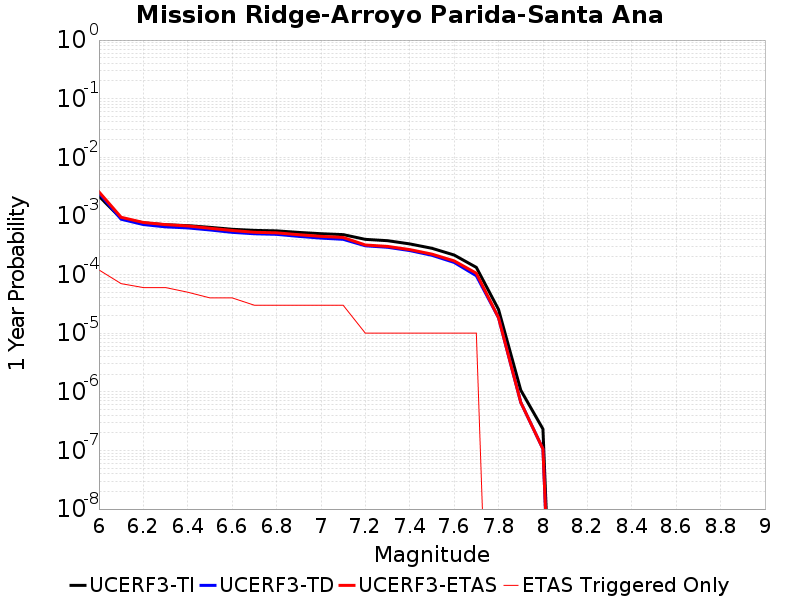 Mission Ridge-Arroyo Parida-Santa Ana
10^0
10^-1
10^-2
10^-3
10^-4
10^-5
10^-6
10^-7
10^-8
1 Year Probability
6 6.2 6.4 6.6 6.8 7 7.2 7.4 7.6 7.8 8 8.2 8.4 8.6 8.8 9
Magnitude
UCERF3-TI UCERF3-TD UCERF3-ETAS ETAS Triggered Only